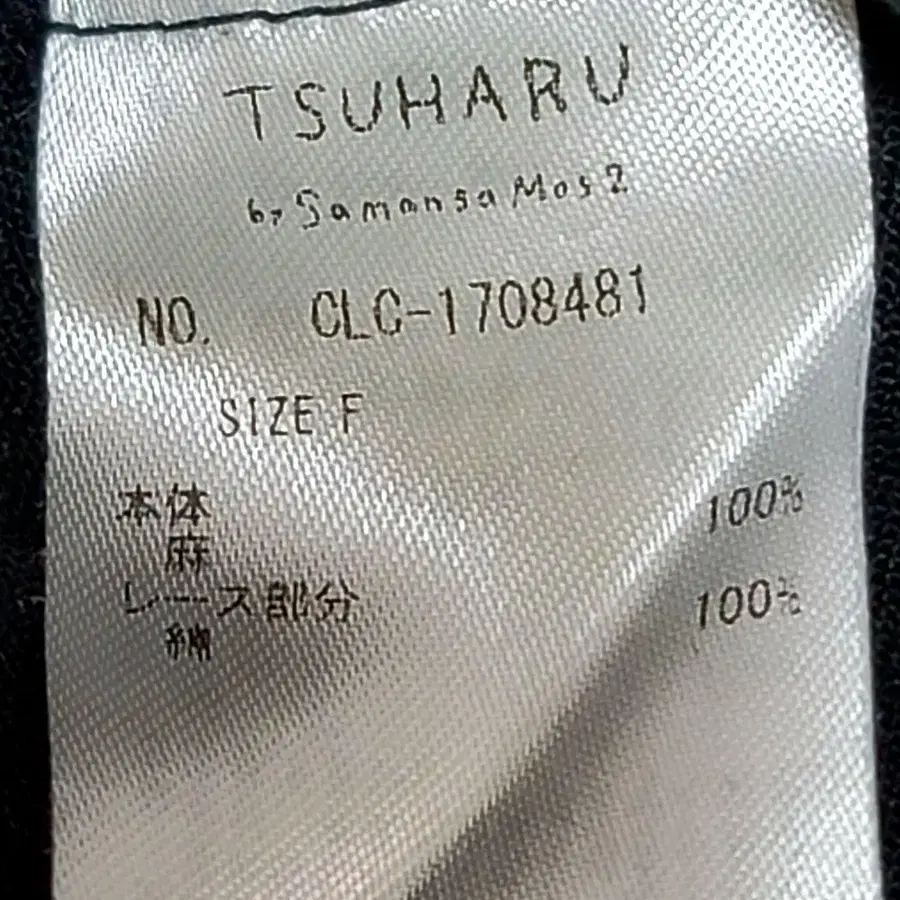 TSUHARU
by Samansa Mos2
NO. CLC-1708481
SIZE F
本体 100%
麻
レース部分 100%
綿